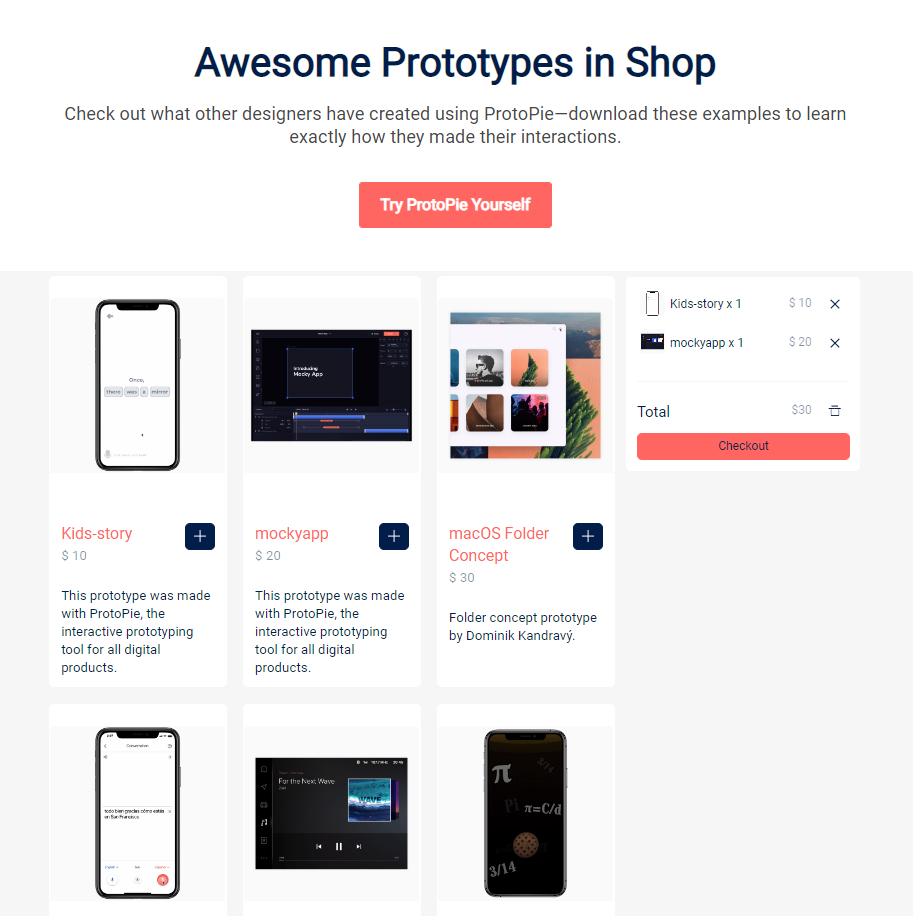 Awesome Prototypes in Shop
Check out what other designers have created using ProtoPie—download these examples to learn
exactly how they made their interactions.
Try ProtoPie Yourself
Once,
there was a mirror
Introducing
Mocky App
Kids-story x 1
$ 10
mockyapp x 1
$ 20
Total
$30
Checkout
Kids-story
$ 10
This prototype was made
with ProtoPie, the
interactive prototyping
tool for all digital
products.
mockyapp
$ 20
This prototype was made
with ProtoPie, the
interactive prototyping
tool for all digital
products.
macOS Folder
Concept
$ 30
Folder concept prototype
by Dominik Kandravý.
Conversation
todo bien gracias cómo estás
en San Francisco
For the Next Wave
WAVE
π
3/14
Pi π=C/d
3/14